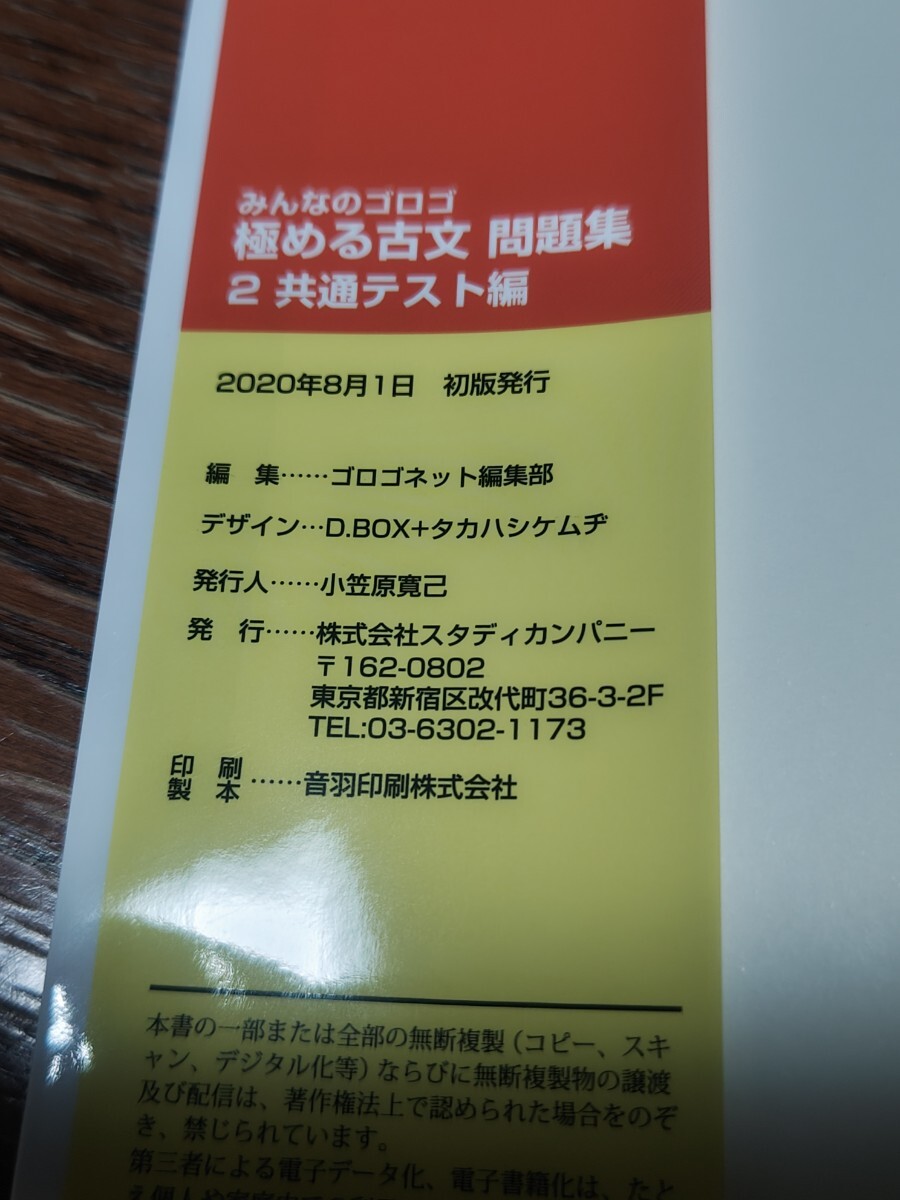 みんなのゴロゴ
極める古文 問題集
2 共通テスト編
2020年8月1日　初版発行
編　集……ゴロゴネット編集部
デザイン…D.BOX+タカハシケムヂ
発行人……小笠原寛己
発　行……株式会社スタディカンパニー
〒162-0802
東京都新宿区改代町36-3-2F
TEL:03-6302-1173
印　刷
製　本……音羽印刷株式会社
本書の一部または全部の無断複製（コピー、スキ
ャン、デジタル化等）ならびに無断複製物の譲渡
及び配信は、著作権法上で認められた場合をのぞ
き、禁じられています。
第三者による電子データ化、電子書籍化は、たと
え個人や家庭内で